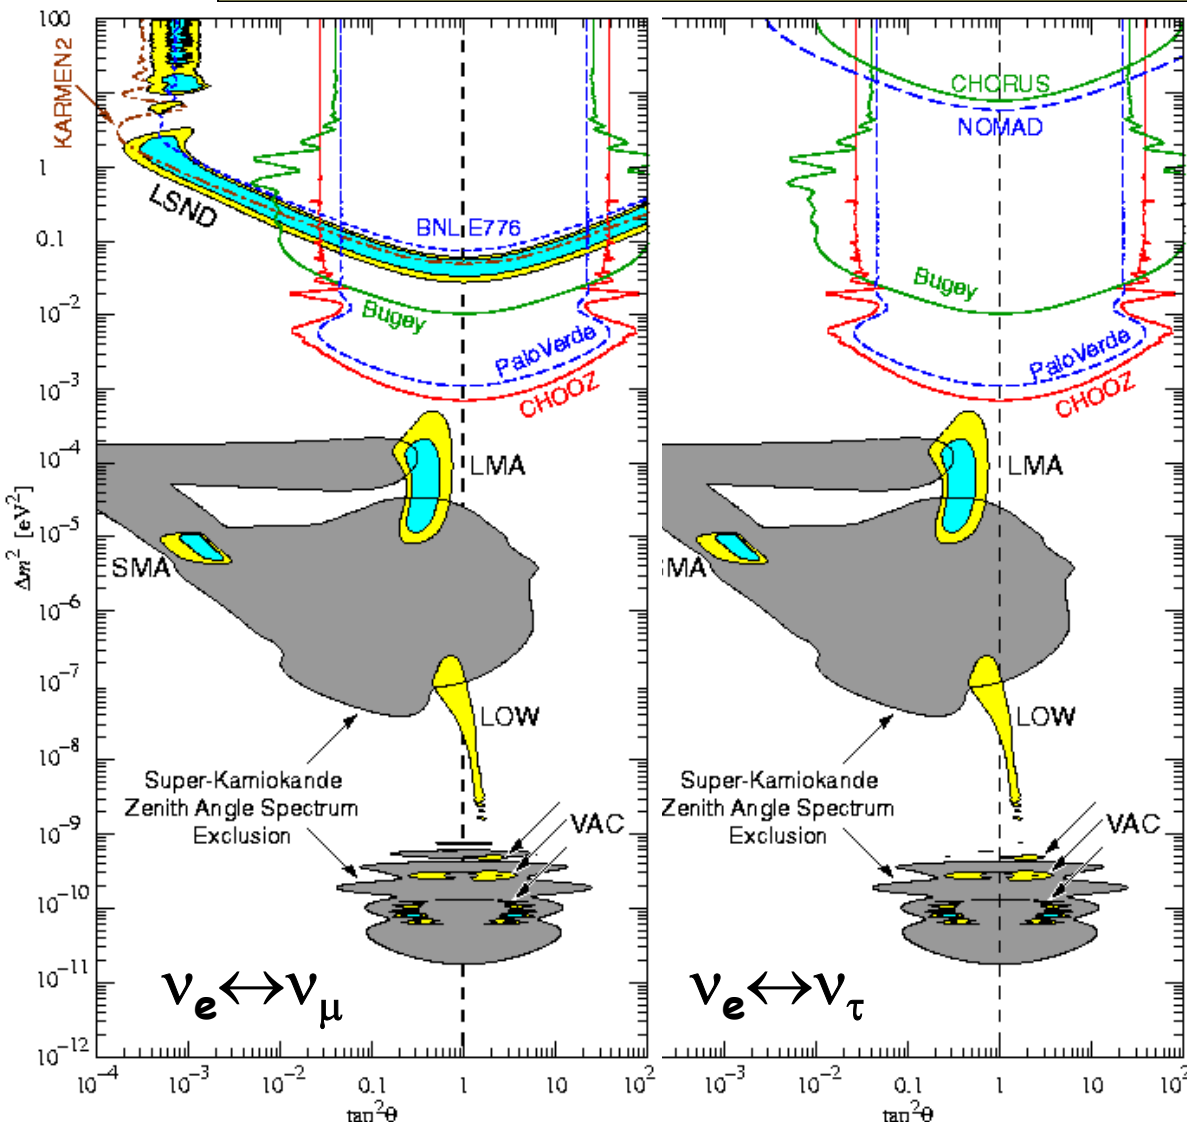 100
10
1
0.1
10⁻²
10⁻³
10⁻⁴
10⁻⁵
10⁻⁶
10⁻⁷
10⁻⁸
10⁻⁹
10⁻¹⁰
10⁻¹¹
10⁻¹²
Δm² [eV²]
KARMEN2
LSND
BNL E776
Bugey
PaloVerde
CHOOZ
LMA
SMA
LOW
Super-Kamiokande
Zenith Angle Spectrum
Exclusion
VAC
νe↔νμ
10⁻⁴
10⁻³
10⁻²
0.1
1
10
10²
tan²θ
CHORUS
NOMAD
Bugey
PaloVerde
CHOOZ
LMA
MA
LOW
Super-Kamiokande
Zenith Angle Spectrum
Exclusion
VAC
νe↔ντ
10⁻³
10⁻²
0.1
1
10
10²
tan²θ